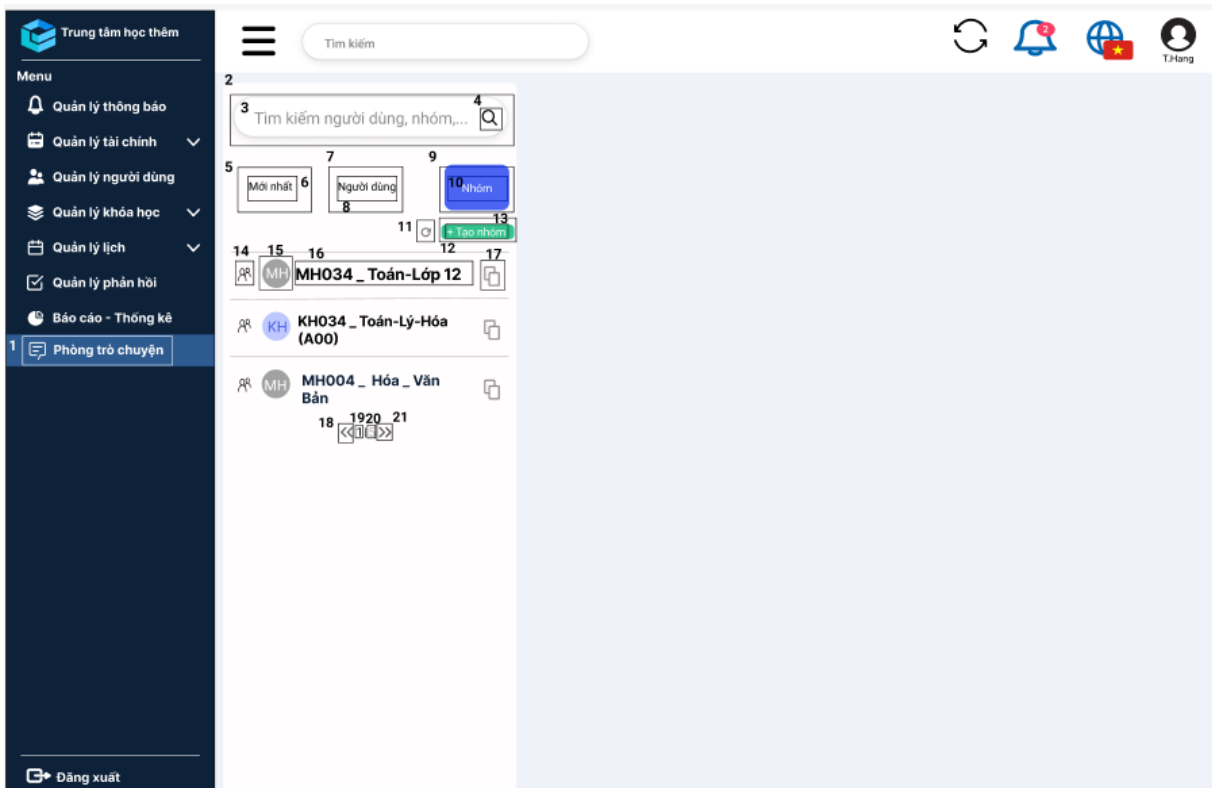 Trung tâm học thêm
Tìm kiếm
2
T.Hang
Menu
Quản lý thông báo
Quản lý tài chính
Quản lý người dùng
Quản lý khóa học
Quản lý lịch
Quản lý phản hồi
Báo cáo - Thống kê
1 Phòng trò chuyện
Đăng xuất
2
3 Tìm kiếm người dùng, nhóm,... 4
5 7 9
Mới nhất 6 Người dùng 10 Nhóm
8
11 13
+ Tạo nhóm
14 15 16 12 17
MH MH034 _ Toán-Lớp 12
KH KH034 _ Toán-Lý-Hóa
(A00)
MH MH004 _ Hóa _ Văn
Bản
18 19 20 21
<< 1 >>